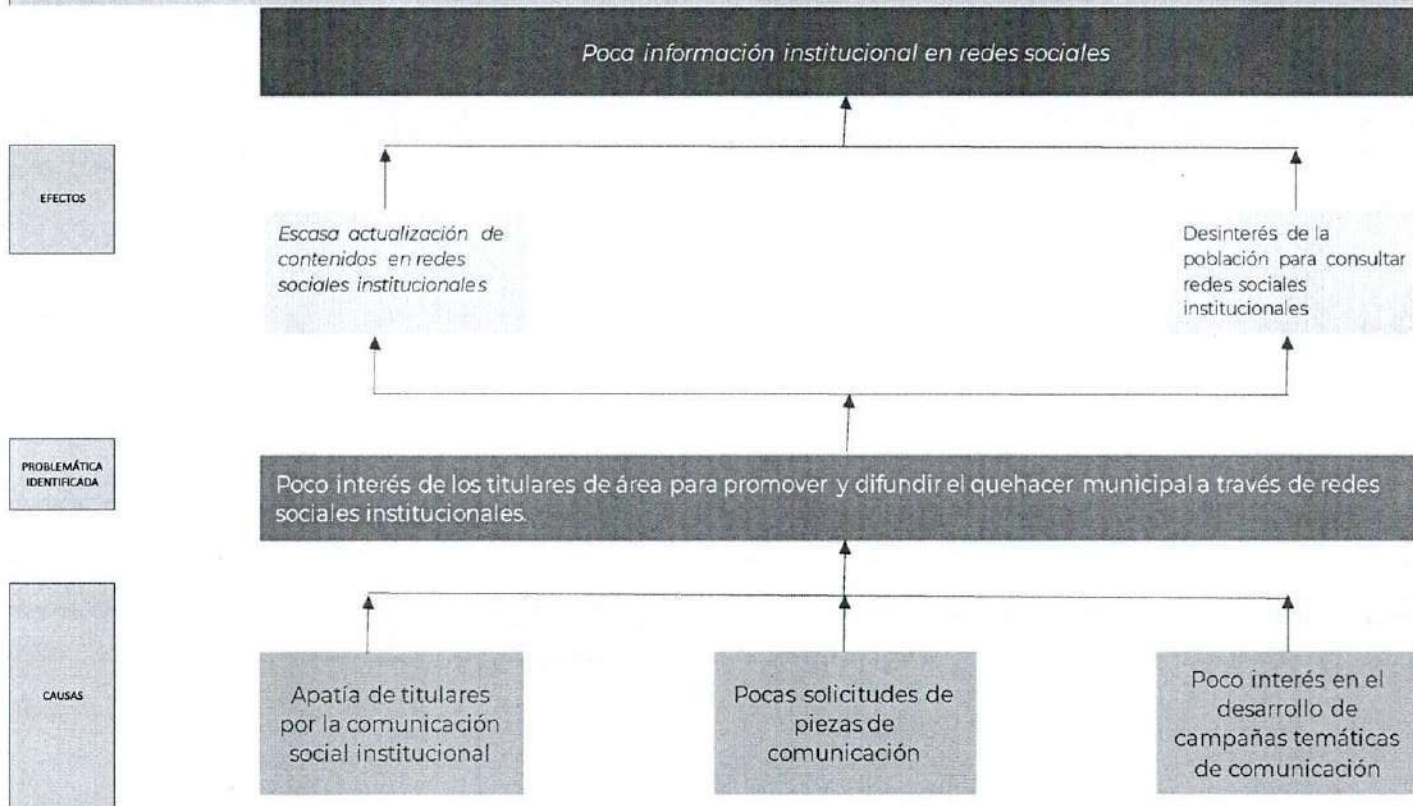 Poca información institucional en redes sociales
EFECTOS
Escasa actualización de
contenidos en redes
sociales institucionales
Desinterés de la
población para consultar
redes sociales
institucionales
PROBLEMÁTICA
IDENTIFICADA
Poco interés de los titulares de área para promover y difundir el quehacer municipal a través de redes
sociales institucionales.
CAUSAS
Apatía de titulares
por la comunicación
social institucional
Pocas solicitudes de
piezas de
comunicación
Poco interés en el
desarrollo de
campañas temáticas
de comunicación